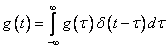 g(t) = ∫_{-∞}^{∞} g(τ) δ(t − τ) dτ